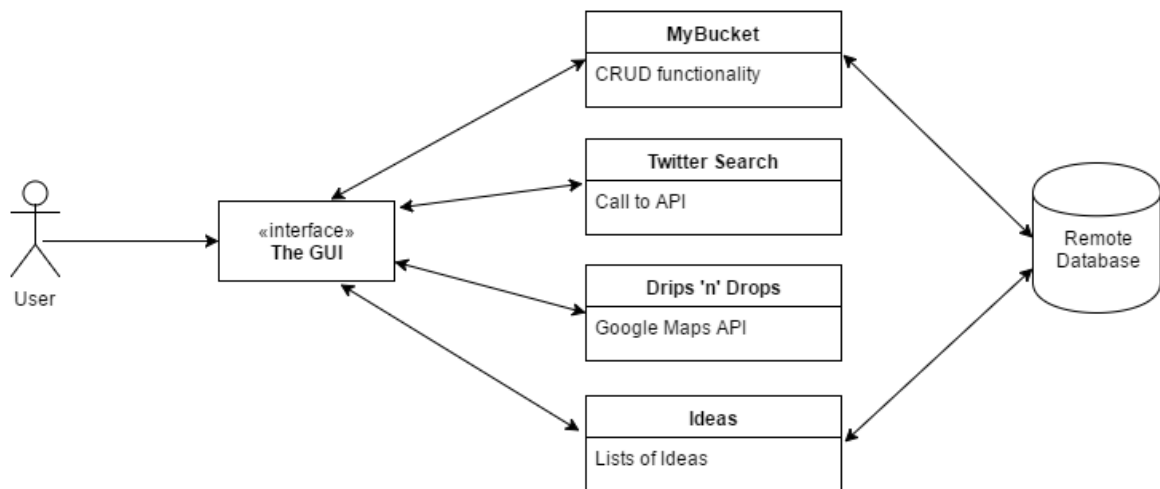 MyBucket
CRUD functionality
Twitter Search
Call to API
«interface»
The GUI
User
Drips 'n' Drops
Google Maps API
Ideas
Lists of Ideas
Remote
Database